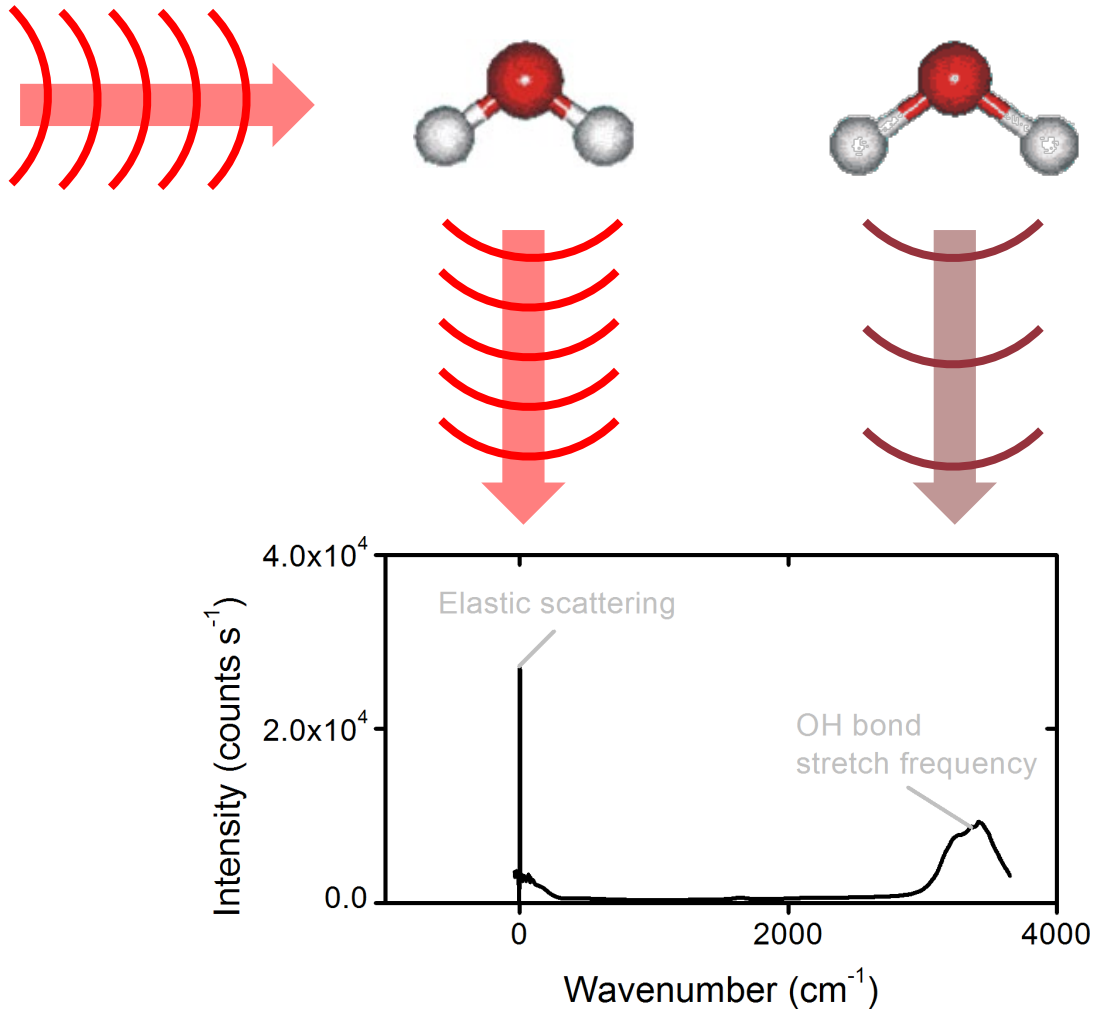 4.0x10⁴
Elastic scattering
2.0x10⁴
OH bond
stretch frequency
0.0
Intensity (counts s⁻¹)
0
2000
4000
Wavenumber (cm⁻¹)